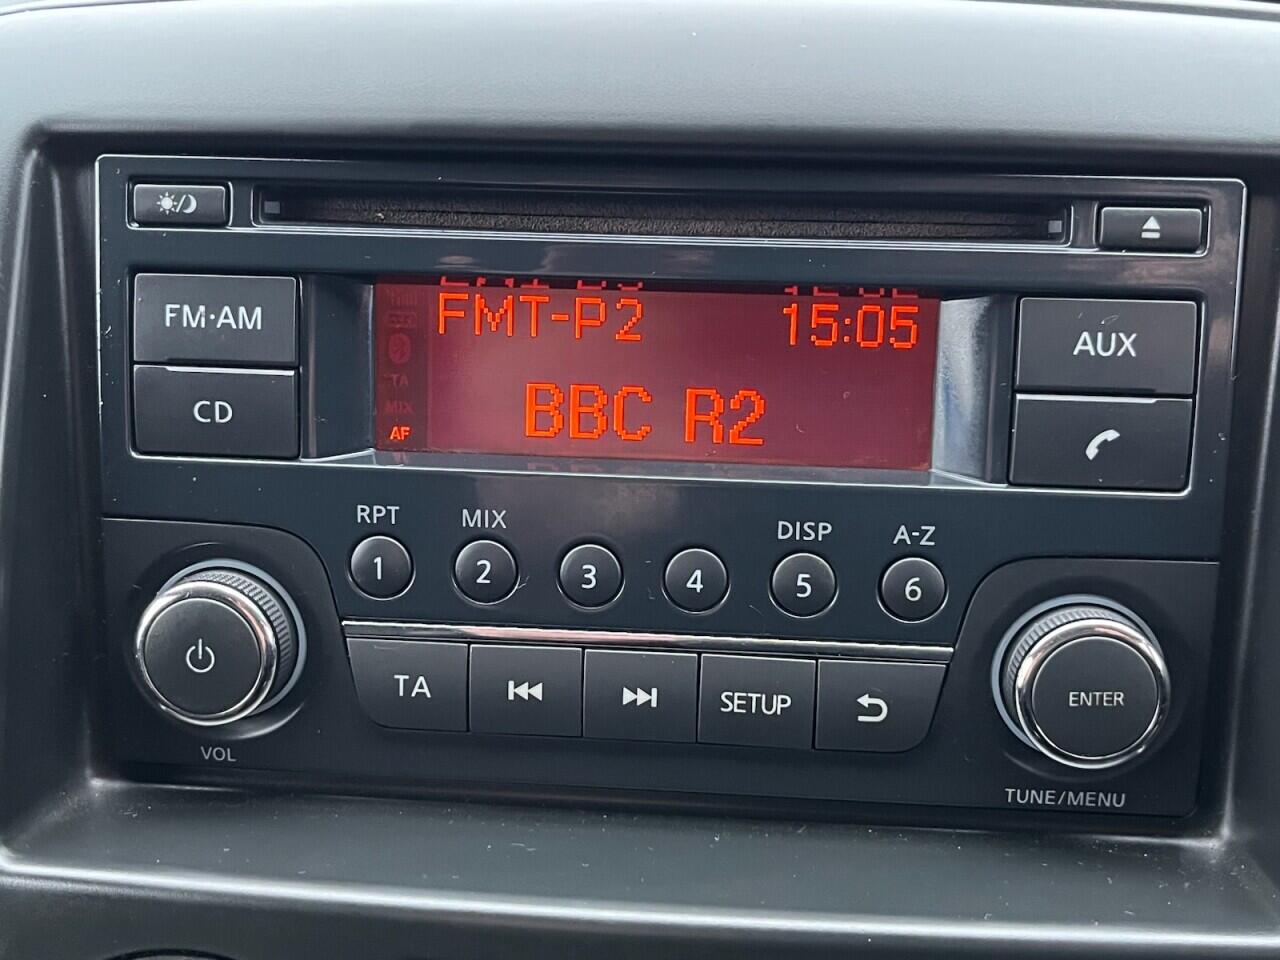 FM·AM
CD
FMT-P2 15:05
BBC R2
TA
MIX
AF
AUX
RPT MIX DISP A-Z
1 2 3 4 5 6
TA SETUP
ENTER
VOL
TUNE/MENU